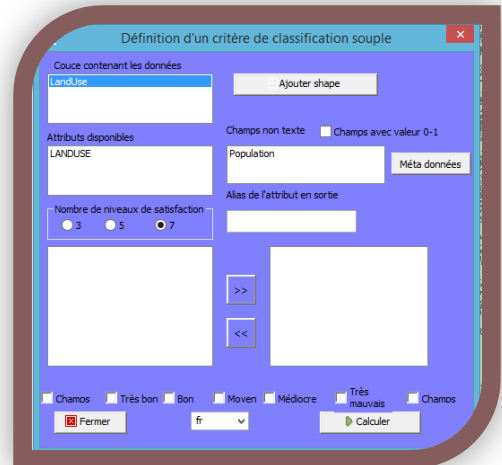 Définition d'un critère de classification souple
Couce contenant les données
LandUse
Ajouter shape
Attributs disponibles
LANDUSE
Champs non texte
Champs avec valeur 0-1
Population
Méta données
Alias de l'attribut en sortie
Nombre de niveaux de satisfaction
3 5 7
>>
<<
Champs Très bon Bon Moyen Médiocre Très mauvais Champs
Fermer fr Calculer